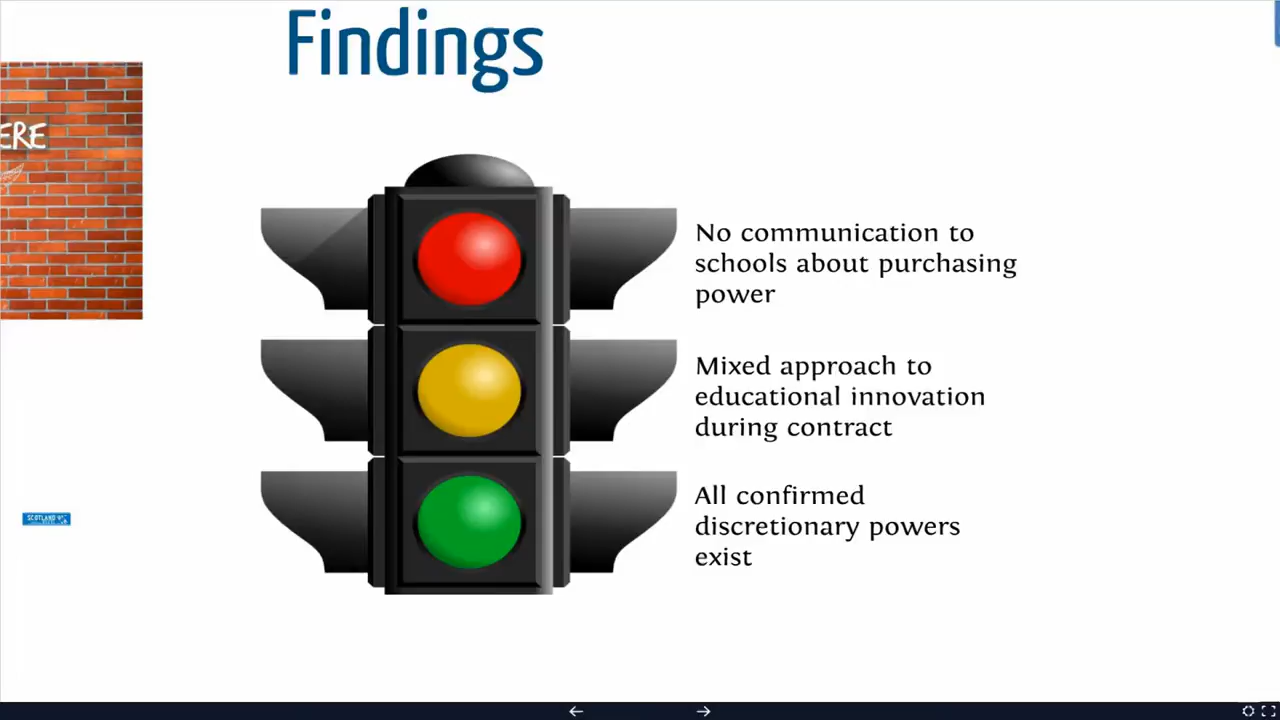 Findings
ERE
No communication to
schools about purchasing
power
Mixed approach to
educational innovation
during contract
SCOTLAND
All confirmed
discretionary powers
exist